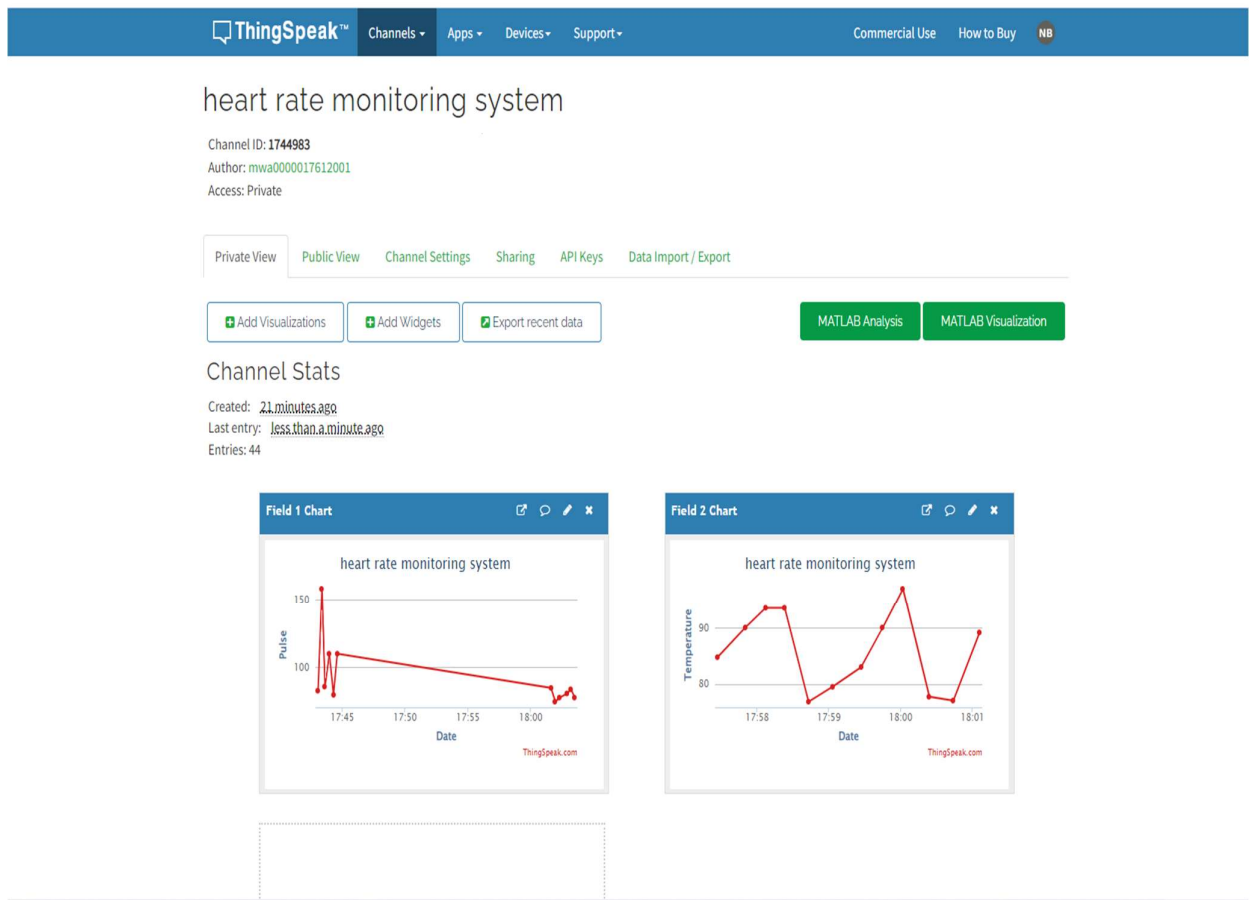 ThingSpeak™ Channels Apps Devices Support Commercial Use How to Buy NB
heart rate monitoring system
Channel ID: 1744983
Author: mwa0000017612001
Access: Private
Private View Public View Channel Settings Sharing API Keys Data Import / Export
Add Visualizations Add Widgets Export recent data MATLAB Analysis MATLAB Visualization
Channel Stats
Created: 21 minutes ago
Last entry: less than a minute ago
Entries: 44
Field 1 Chart
heart rate monitoring system
150
100
Pulse
17:45 17:50 17:55 18:00
Date
ThingSpeak.com
Field 2 Chart
heart rate monitoring system
90
80
Temperature
17:58 17:59 18:00 18:01
Date
ThingSpeak.com